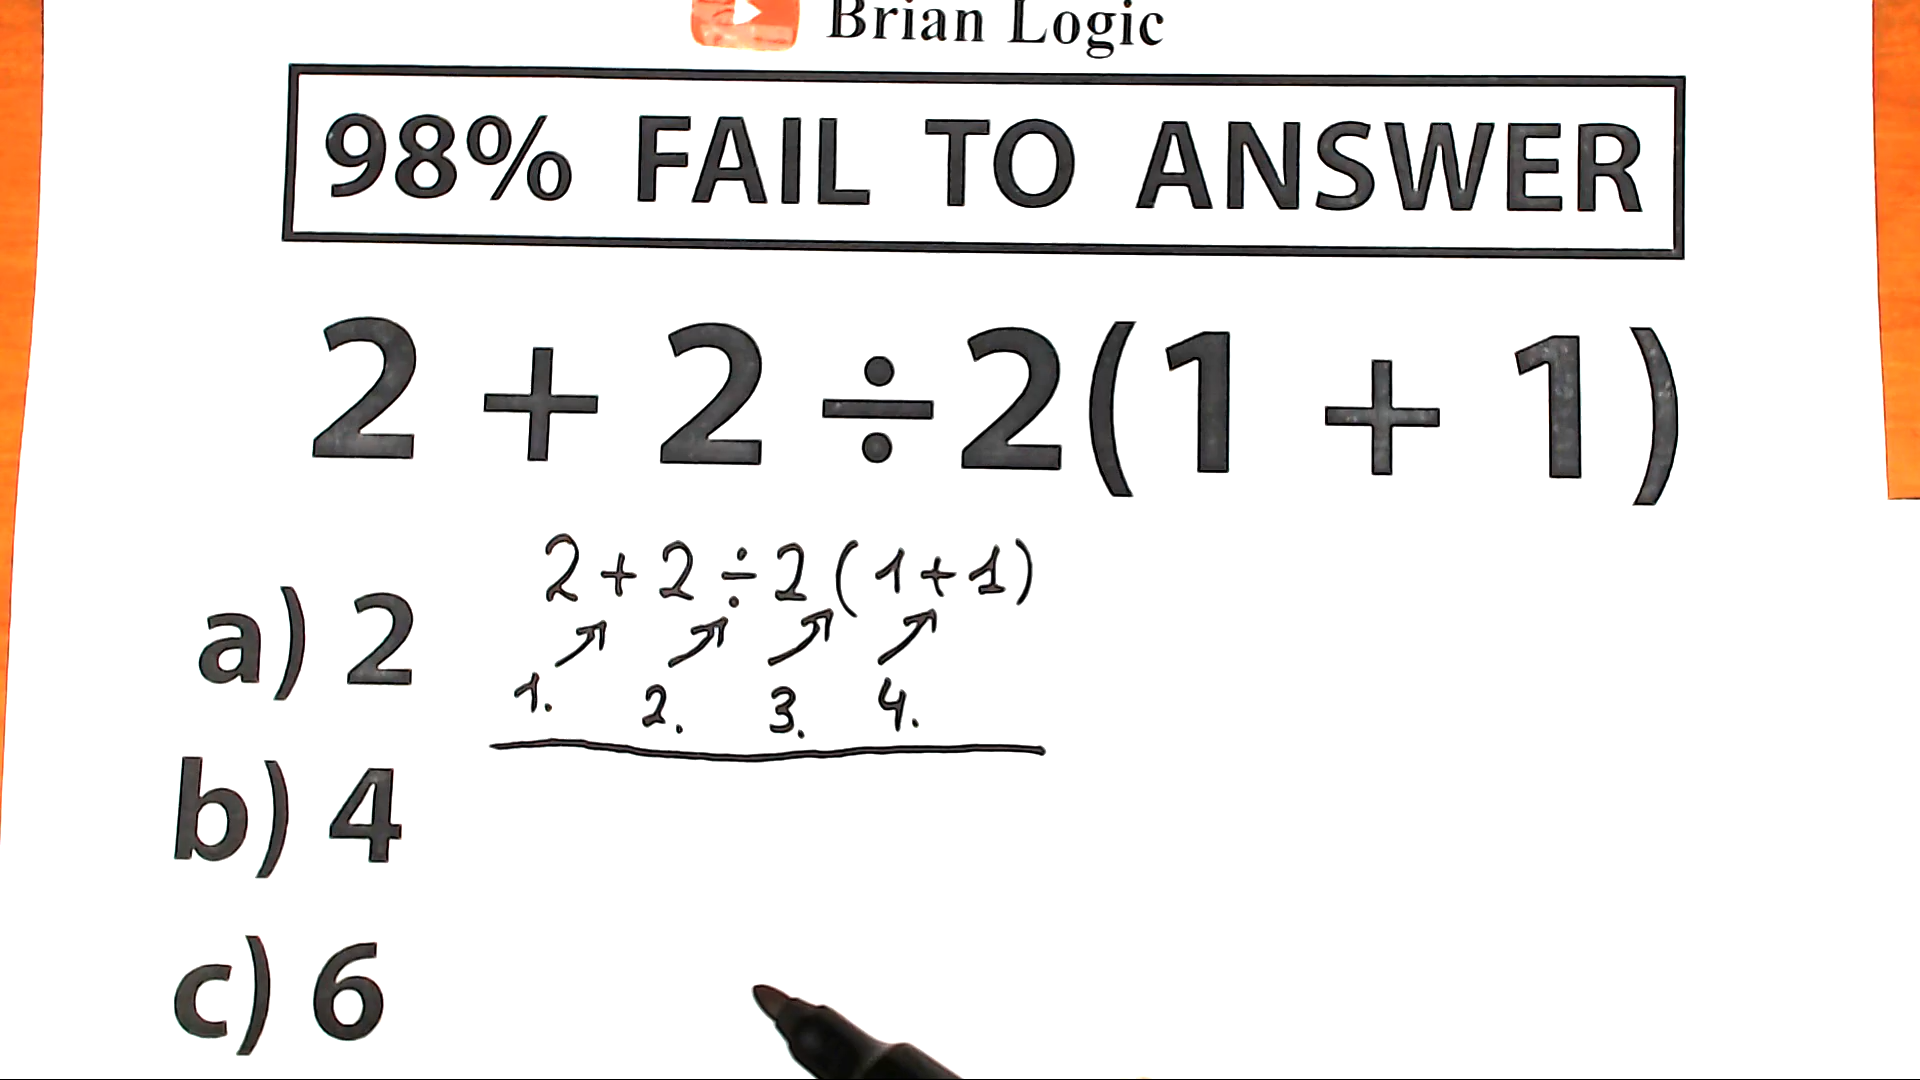 Brian Logic
98% FAIL TO ANSWER
2 + 2 ÷ 2(1 + 1)
2 + 2 ÷ 2 (1 + 1)
1. 2. 3. 4.
a) 2
b) 4
c) 6